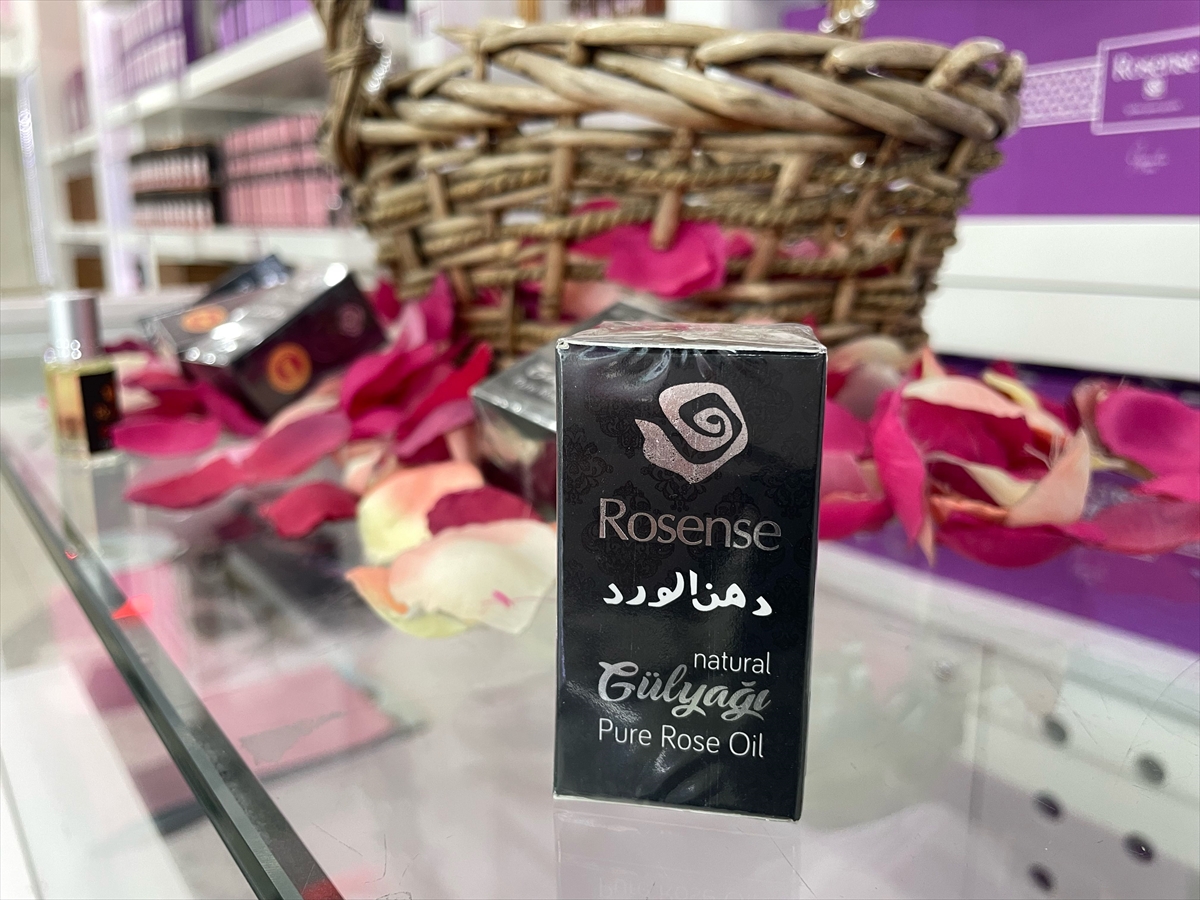 Rosense
Rosense
دهن الورد
natural
Gülyağı
Pure Rose Oil